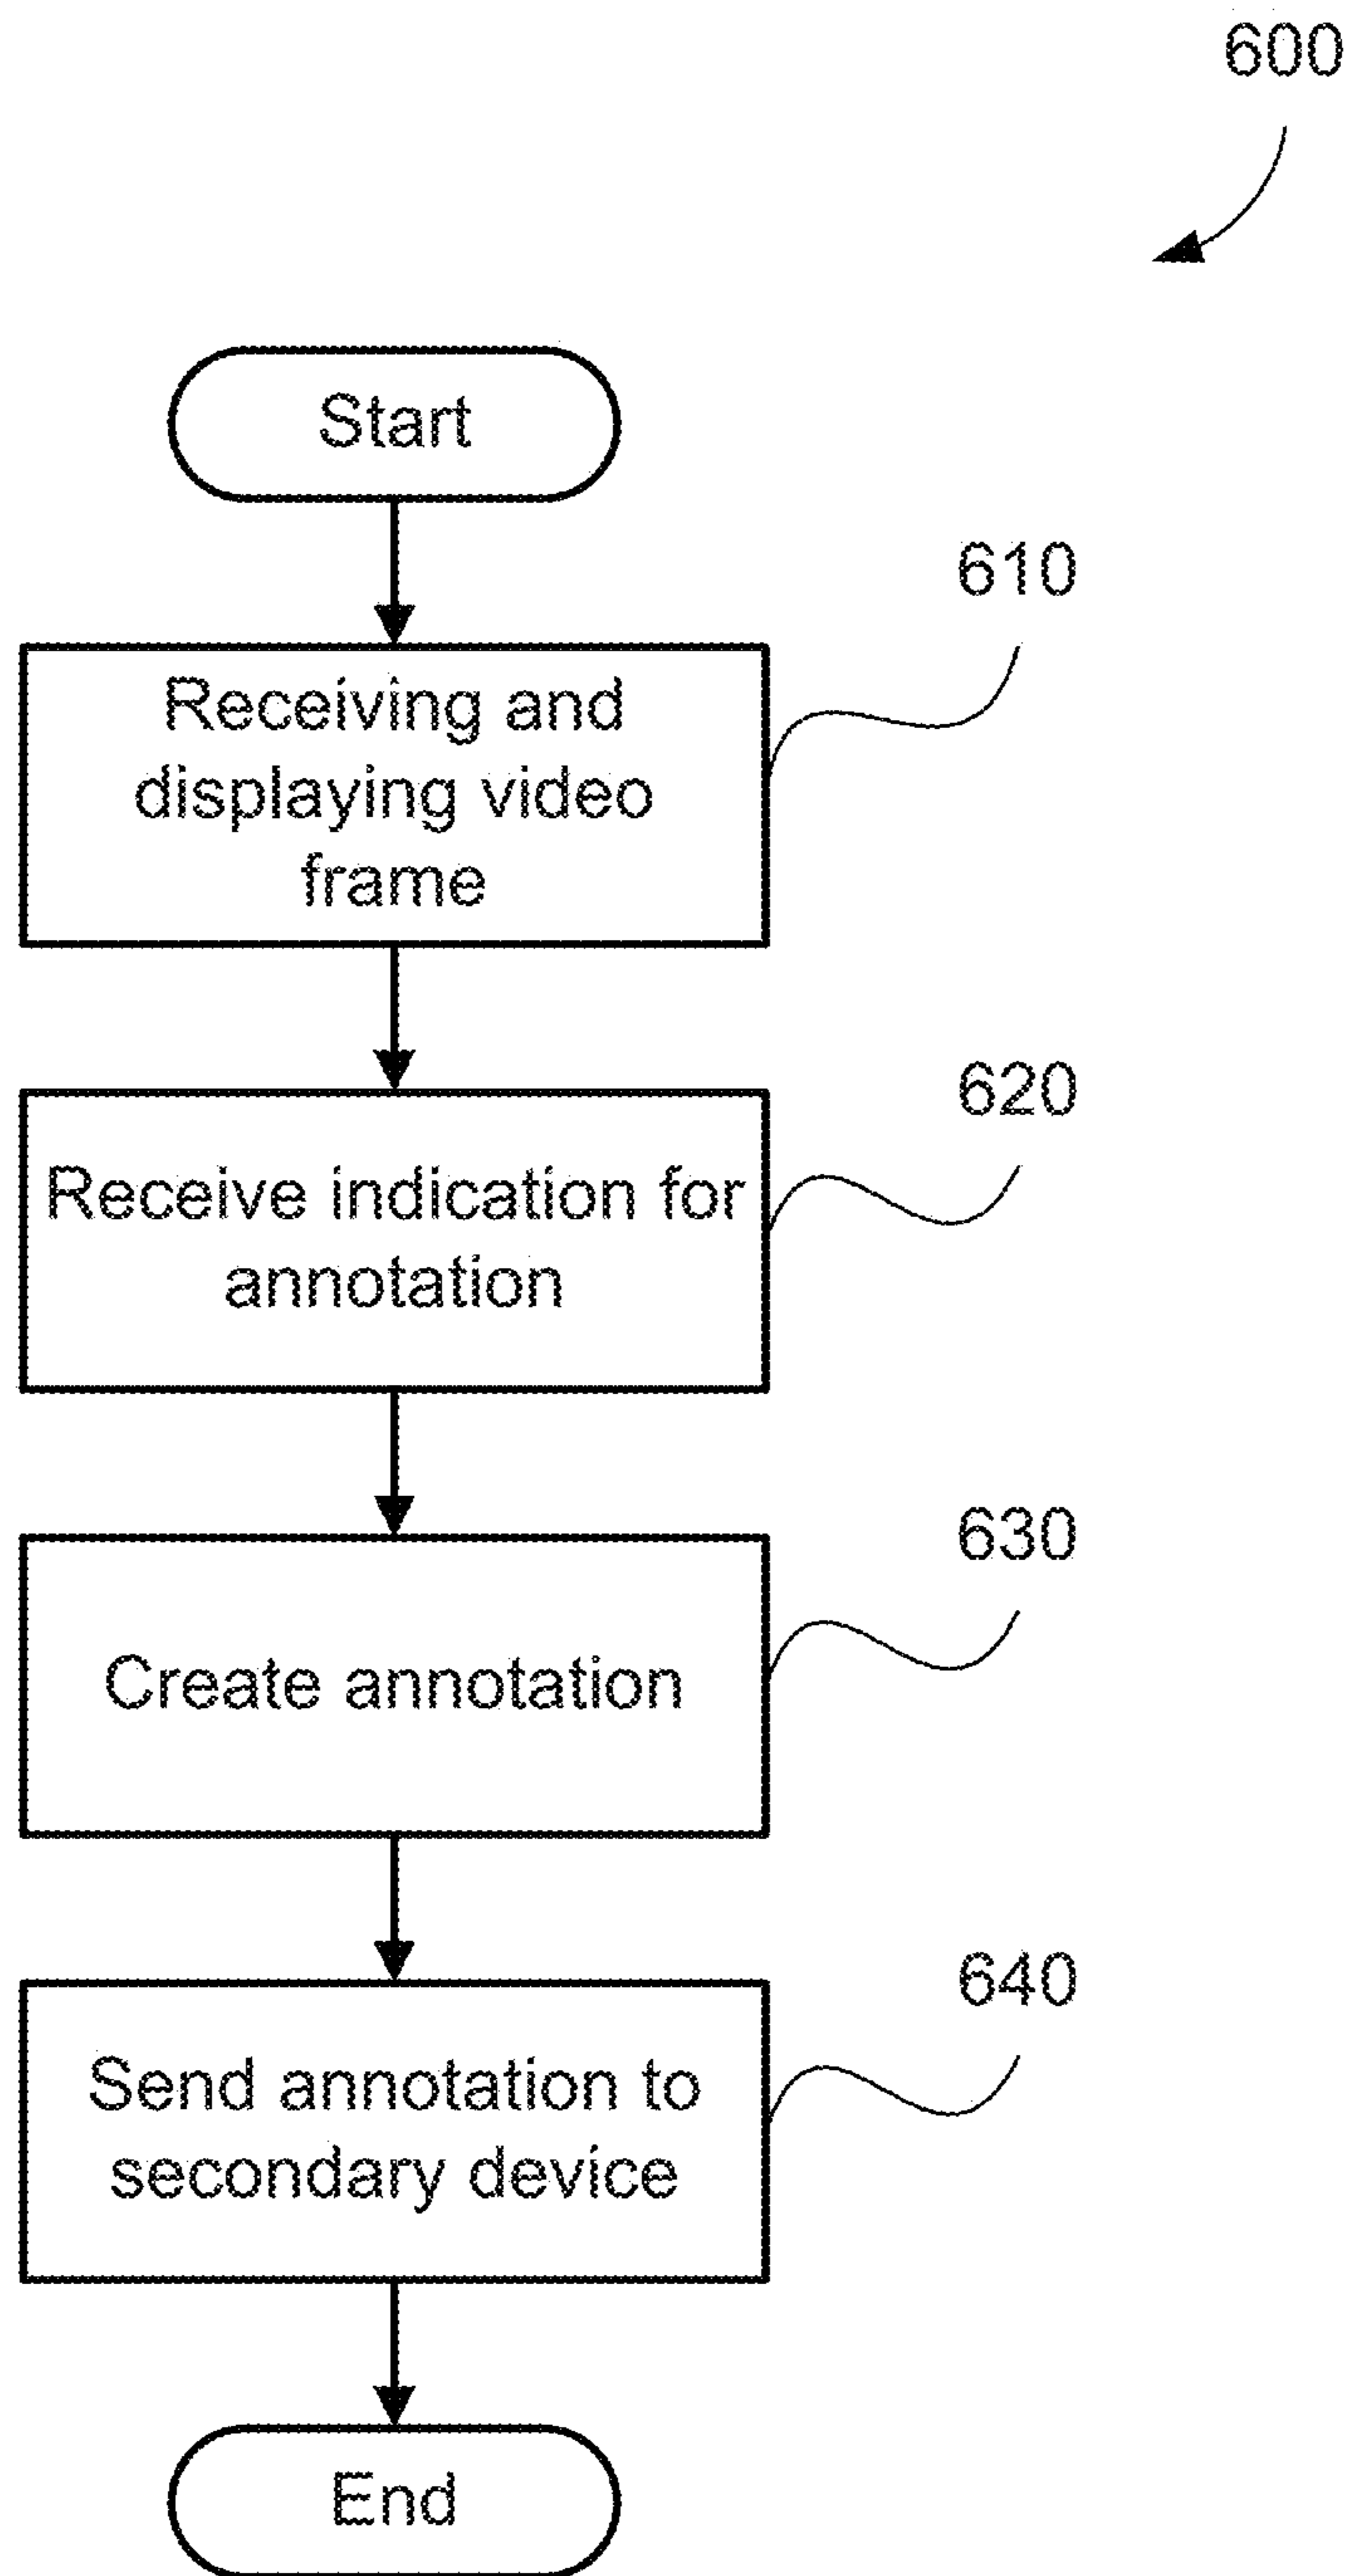 600
Start
610
Receiving and
displaying video
frame
620
Receive indication for
annotation
630
Create annotation
640
Send annotation to
secondary device
End